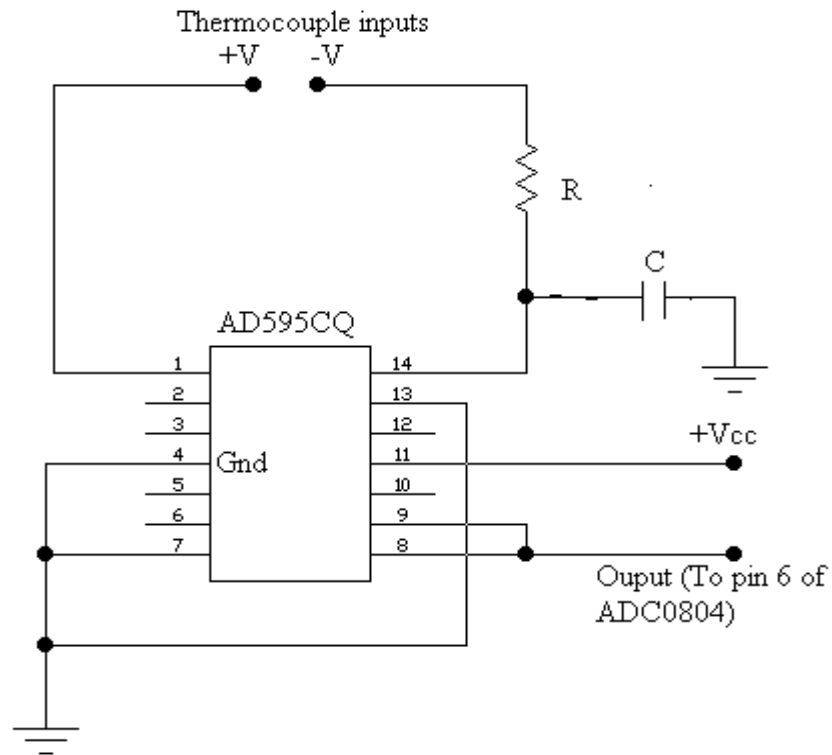 Thermocouple inputs
+V -V
R
C
AD595CQ
1 14
2 13
3 12
4 Gnd 11
5 10
6 9
7 8
+Vcc
Ouput (To pin 6 of
ADC0804)